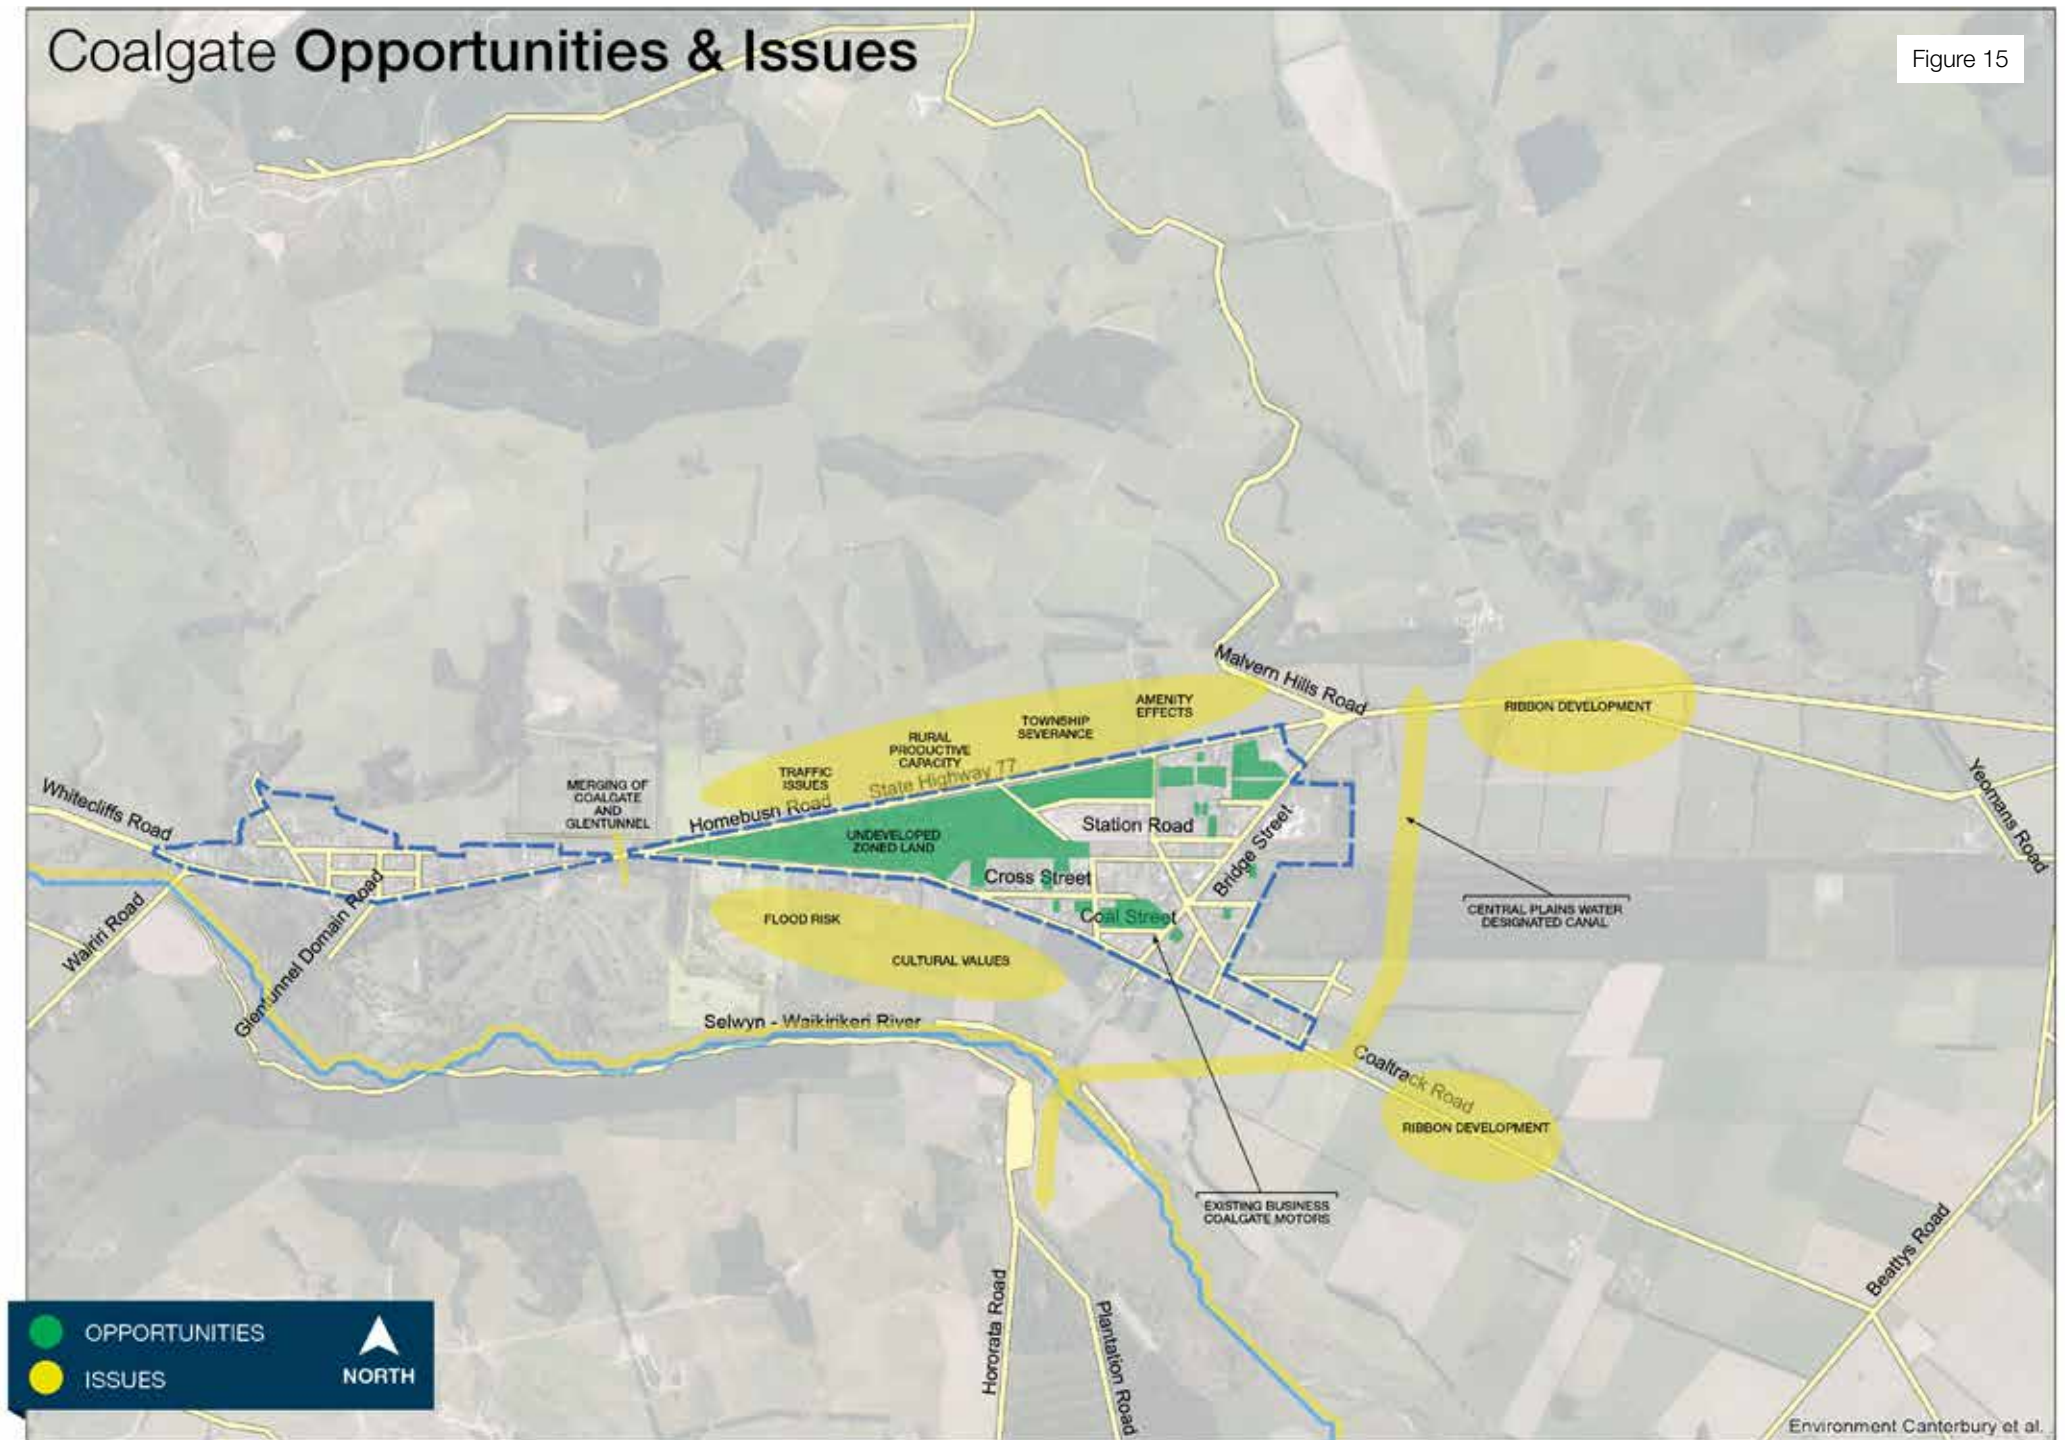 Coalgate Opportunities & Issues
Figure 15
Malvern Hills Road
AMENITY
EFFECTS
TOWNSHIP
SEVERANCE
RURAL
PRODUCTIVE
CAPACITY
TRAFFIC
ISSUES
State Highway 77
Homebush Road
RIBBON DEVELOPMENT
Yeomans Road
MERGING OF
COALGATE
AND
GLENTUNNEL
Whitecliffs Road
UNDEVELOPED
ZONED LAND
Station Road
Bridge Street
Cross Street
Coal Street
Wairiri Road
Glentunnel Domain Road
FLOOD RISK
CULTURAL VALUES
CENTRAL PLAINS WATER
DESIGNATED CANAL
Selwyn - Waikirikeri River
Coaltrack Road
RIBBON DEVELOPMENT
EXISTING BUSINESS
COALGATE MOTORS
Hororata Road
Plantation Road
Beattys Road
OPPORTUNITIES
ISSUES
NORTH
Environment Canterbury et al.